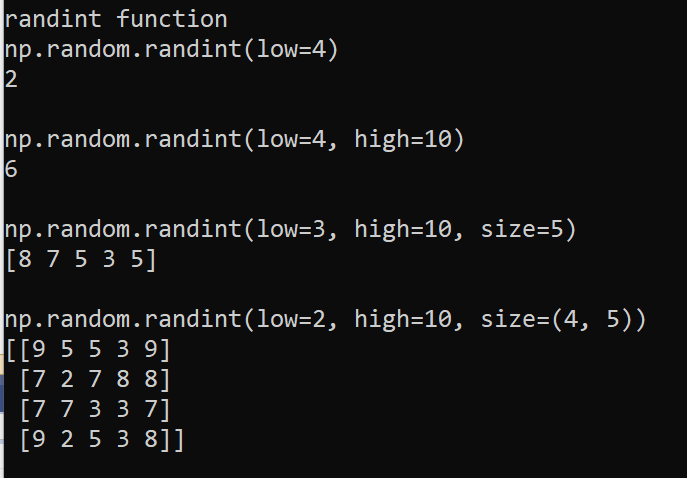 randint function
np.random.randint(low=4)
2
np.random.randint(low=4, high=10)
6
np.random.randint(low=3, high=10, size=5)
[8 7 5 3 5]
np.random.randint(low=2, high=10, size=(4, 5))
[[9 5 5 3 9]
 [7 2 7 8 8]
 [7 7 3 3 7]
 [9 2 5 3 8]]